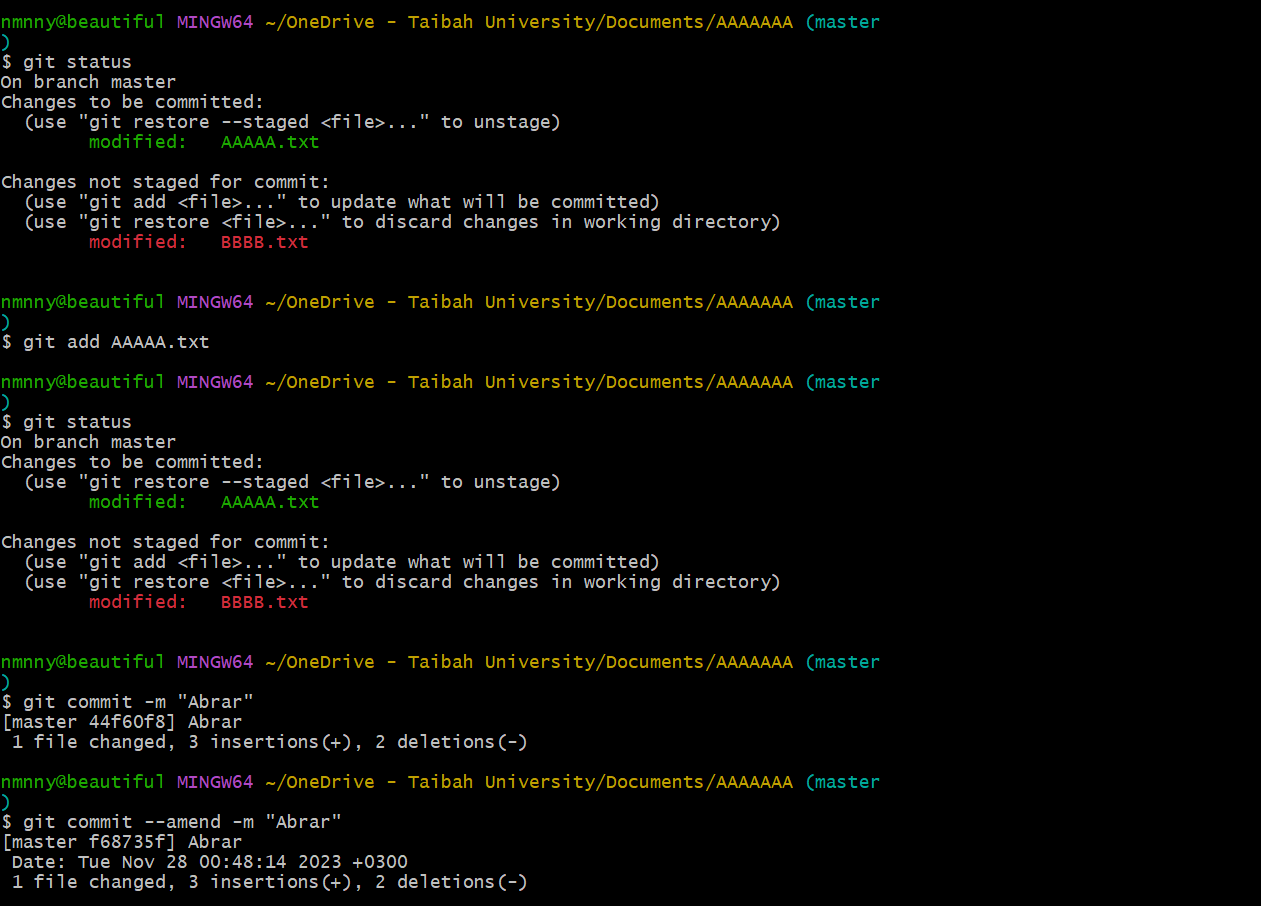 nmnny@beautiful MINGW64 ~/OneDrive - Taibah University/Documents/AAAAAAA (master
)
$ git status
On branch master
Changes to be committed:
  (use "git restore --staged <file>..." to unstage)
        modified:   AAAAA.txt

Changes not staged for commit:
  (use "git add <file>..." to update what will be committed)
  (use "git restore <file>..." to discard changes in working directory)
        modified:   BBBB.txt


nmnny@beautiful MINGW64 ~/OneDrive - Taibah University/Documents/AAAAAAA (master
)
$ git add AAAAA.txt

nmnny@beautiful MINGW64 ~/OneDrive - Taibah University/Documents/AAAAAAA (master
)
$ git status
On branch master
Changes to be committed:
  (use "git restore --staged <file>..." to unstage)
        modified:   AAAAA.txt

Changes not staged for commit:
  (use "git add <file>..." to update what will be committed)
  (use "git restore <file>..." to discard changes in working directory)
        modified:   BBBB.txt


nmnny@beautiful MINGW64 ~/OneDrive - Taibah University/Documents/AAAAAAA (master
)
$ git commit -m "Abrar"
[master 44f60f8] Abrar
 1 file changed, 3 insertions(+), 2 deletions(-)

nmnny@beautiful MINGW64 ~/OneDrive - Taibah University/Documents/AAAAAAA (master
)
$ git commit --amend -m "Abrar"
[master f68735f] Abrar
 Date: Tue Nov 28 00:48:14 2023 +0300
 1 file changed, 3 insertions(+), 2 deletions(-)